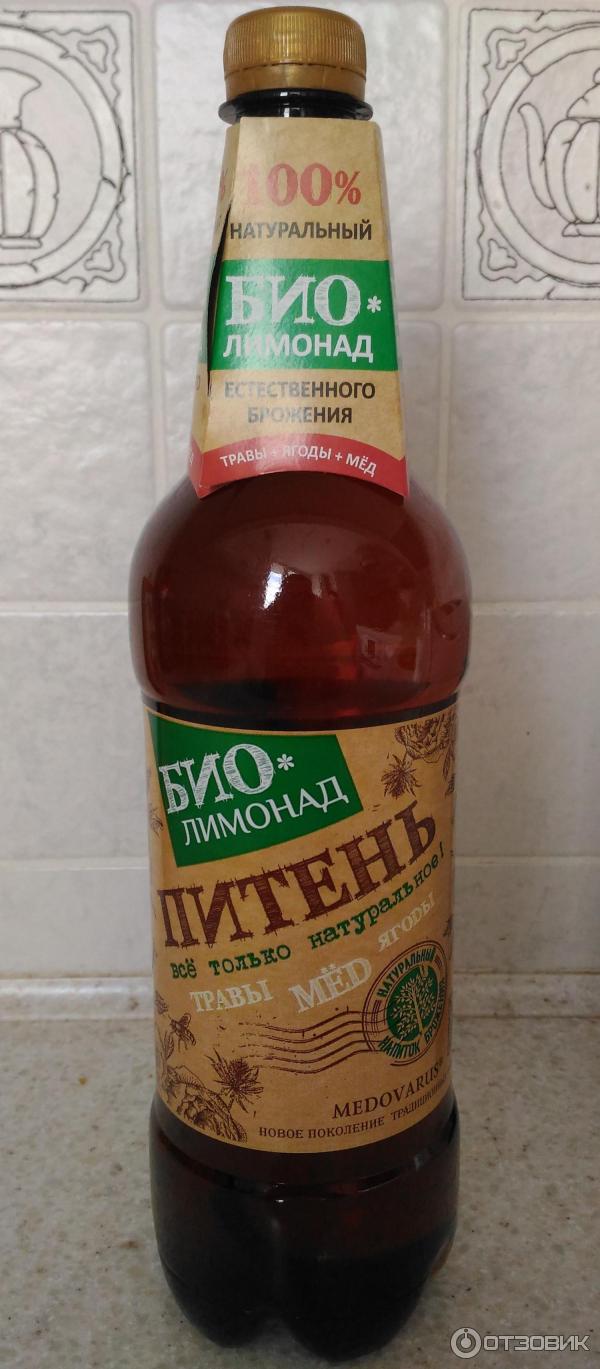 100%
НАТУРАЛЬНЫЙ
БИО*
ЛИМОНАД
ЕСТЕСТВЕННОГО
БРОЖЕНИЯ
ТРАВЫ + ЯГОДЫ + МЁД
БИО*
ЛИМОНАД
ПИТЕНЬ
всё только натуральное!
ТРАВЫ МЁД ЯГОДЫ
НАТУРАЛЬНЫЙ
НАПИТОК БРОЖЕНИЯ
MEDOVARUS®
НОВОЕ ПОКОЛЕНИЕ
ОТЗОВИК